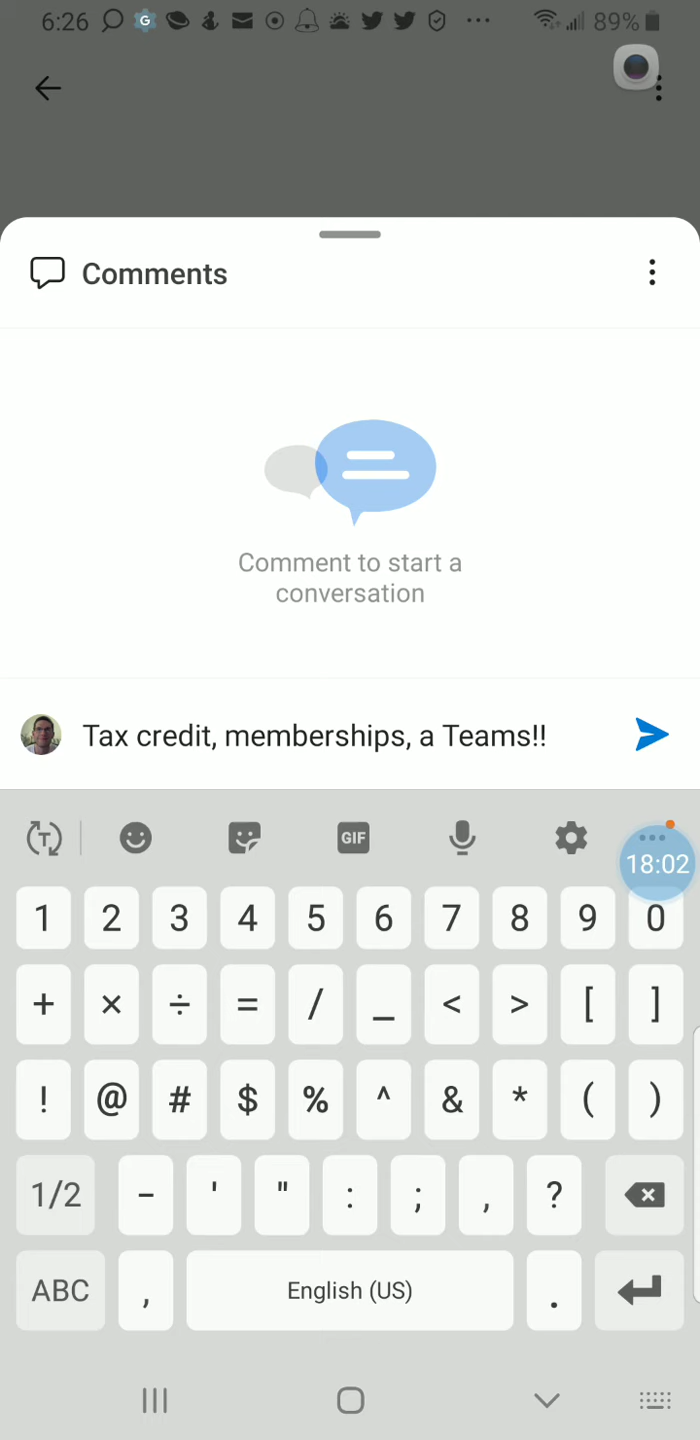 6:26 G 89%
Comments
Comment to start a
conversation
Tax credit, memberships, a Teams!!
T GIF
18:02
1 2 3 4 5 6 7 8 9 0
+ × ÷ = / _ < > [ ]
! @ # $ % ^ & * ( )
1/2 - ' " : ; , ?
ABC , English (US) .